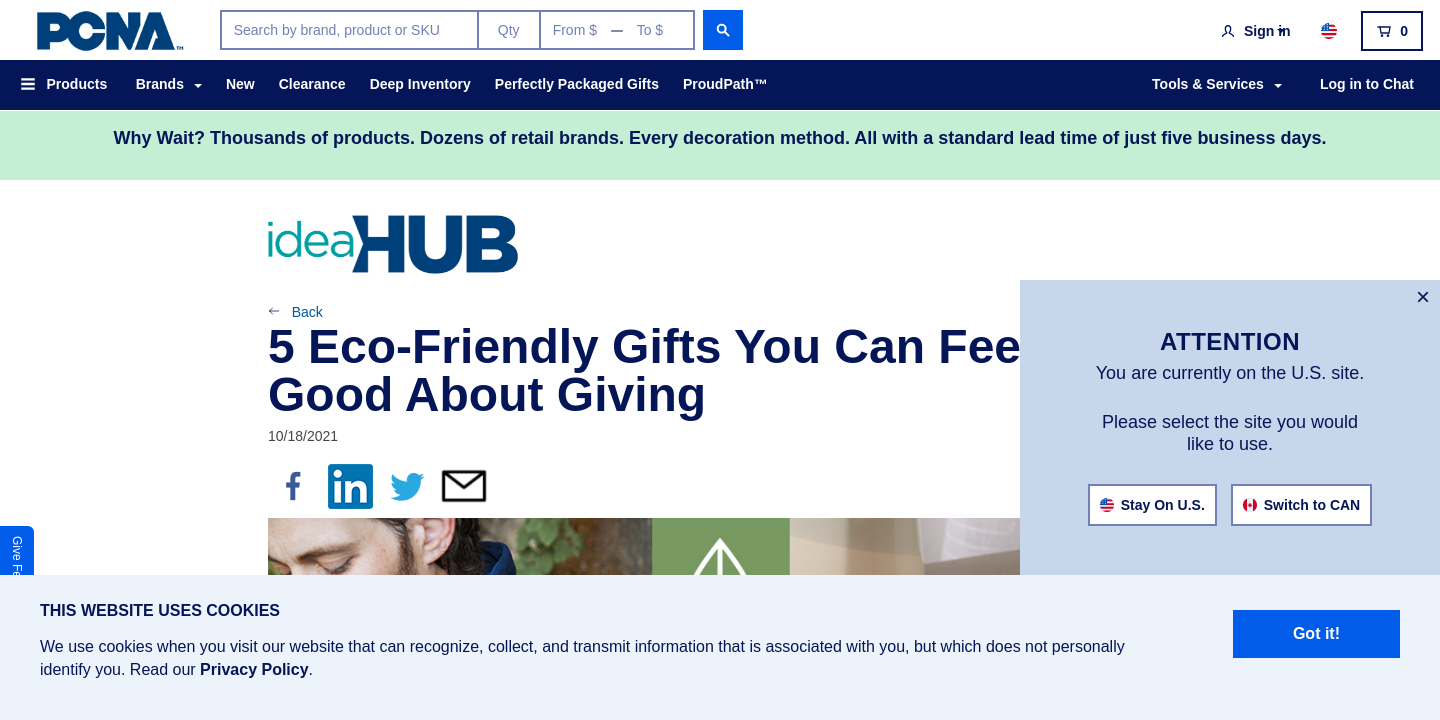 PCNA™
Search by brand, product or SKU
Qty
From $ — To $
Sign in
0
Products
Brands
New
Clearance
Deep Inventory
Perfectly Packaged Gifts
ProudPath™
Tools & Services
Log in to Chat
Why Wait? Thousands of products. Dozens of retail brands. Every decoration method. All with a standard lead time of just five business days.
ideaHUB
Back
5 Eco-Friendly Gifts You Can Fee
Good About Giving
10/18/2021
in
×
ATTENTION
You are currently on the U.S. site.
Please select the site you would
like to use.
Stay On U.S.
Switch to CAN
Give
THIS WEBSITE USES COOKIES
We use cookies when you visit our website that can recognize, collect, and transmit information that is associated with you, but which does not personally
identify you. Read our Privacy Policy.
Got it!